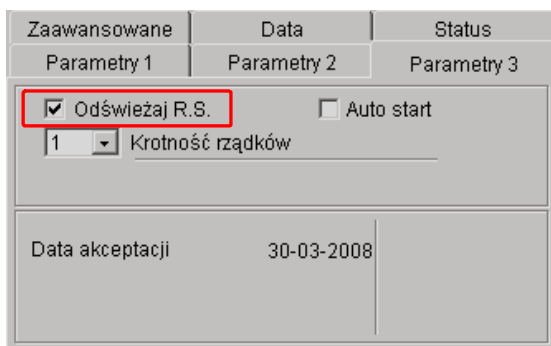 Zaawansowane Data Status
Parametry 1 Parametry 2 Parametry 3
Odświeżaj R.S. Auto start
1 Krotność rządków
Data akceptacji 30-03-2008